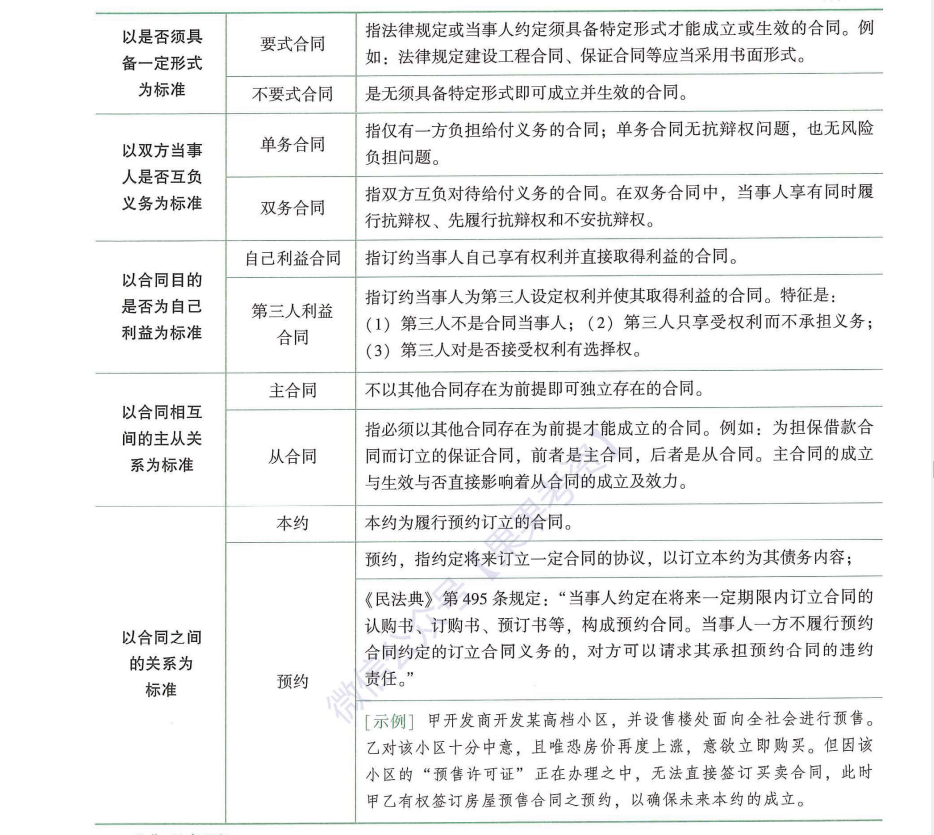 以是否须具
备一定形式
为标准
要式合同
指法律规定或当事人约定须具备特定形式才能成立或生效的合同。例
如：法律规定建设工程合同、保证合同等应当采用书面形式。
不要式合同
是无须具备特定形式即可成立并生效的合同。
以双方当事
人是否互负
义务为标准
单务合同
指仅有一方负担给付义务的合同；单务合同无抗辩权问题，也无风险
负担问题。
双务合同
指双方互负对待给付义务的合同。在双务合同中，当事人享有同时履
行抗辩权、先履行抗辩权和不安抗辩权。
以合同目的
是否为自己
利益为标准
自己利益合同
指订约当事人自己享有权利并直接取得利益的合同。
第三人利益
合同
指订约当事人为第三人设定权利并使其取得利益的合同。特征是：
（1）第三人不是合同当事人；（2）第三人只享受权利而不承担义务；
（3）第三人对是否接受权利有选择权。
以合同相互
间的主从关
系为标准
主合同
不以其他合同存在为前提即可独立存在的合同。
从合同
指必须以其他合同存在为前提才能成立的合同。例如：为担保借款合
同而订立的保证合同，前者是主合同，后者是从合同。主合同的成立
与生效与否直接影响着从合同的成立及效力。
以合同之间
的关系为
标准
本约
本约为履行预约订立的合同。
预约
预约，指约定将来订立一定合同的协议，以订立本约为其债务内容；
《民法典》第 495 条规定：“当事人约定在将来一定期限内订立合同的
认购书、订购书、预订书等，构成预约合同。当事人一方不履行预约
合同约定的订立合同义务的，对方可以请求其承担预约合同的违约
责任。”
[示例] 甲开发商开发某高档小区，并设售楼处面向全社会进行预售。
乙对该小区十分中意，且唯恐房价再度上涨，意欲立即购买。但因该
小区的“预售许可证”正在办理之中，无法直接签订买卖合同，此时
甲乙有权签订房屋预售合同之预约，以确保未来本约的成立。
微信公众号【果果考资】